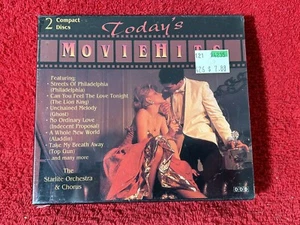 2 Compact
Discs
Today's
MOVIE HITS
Featuring:
Streets Of Philadelphia
(Philadelphia)
Can You Feel The Love Tonight
(The Lion King)
Unchained Melody
(Ghost)
No Ordinary Love
(Indecent Proposal)
A Whole New World
(Aladdin)
Take My Breath Away
(Top Gun)
...and many more
The
Starlite Orchestra
& Chorus